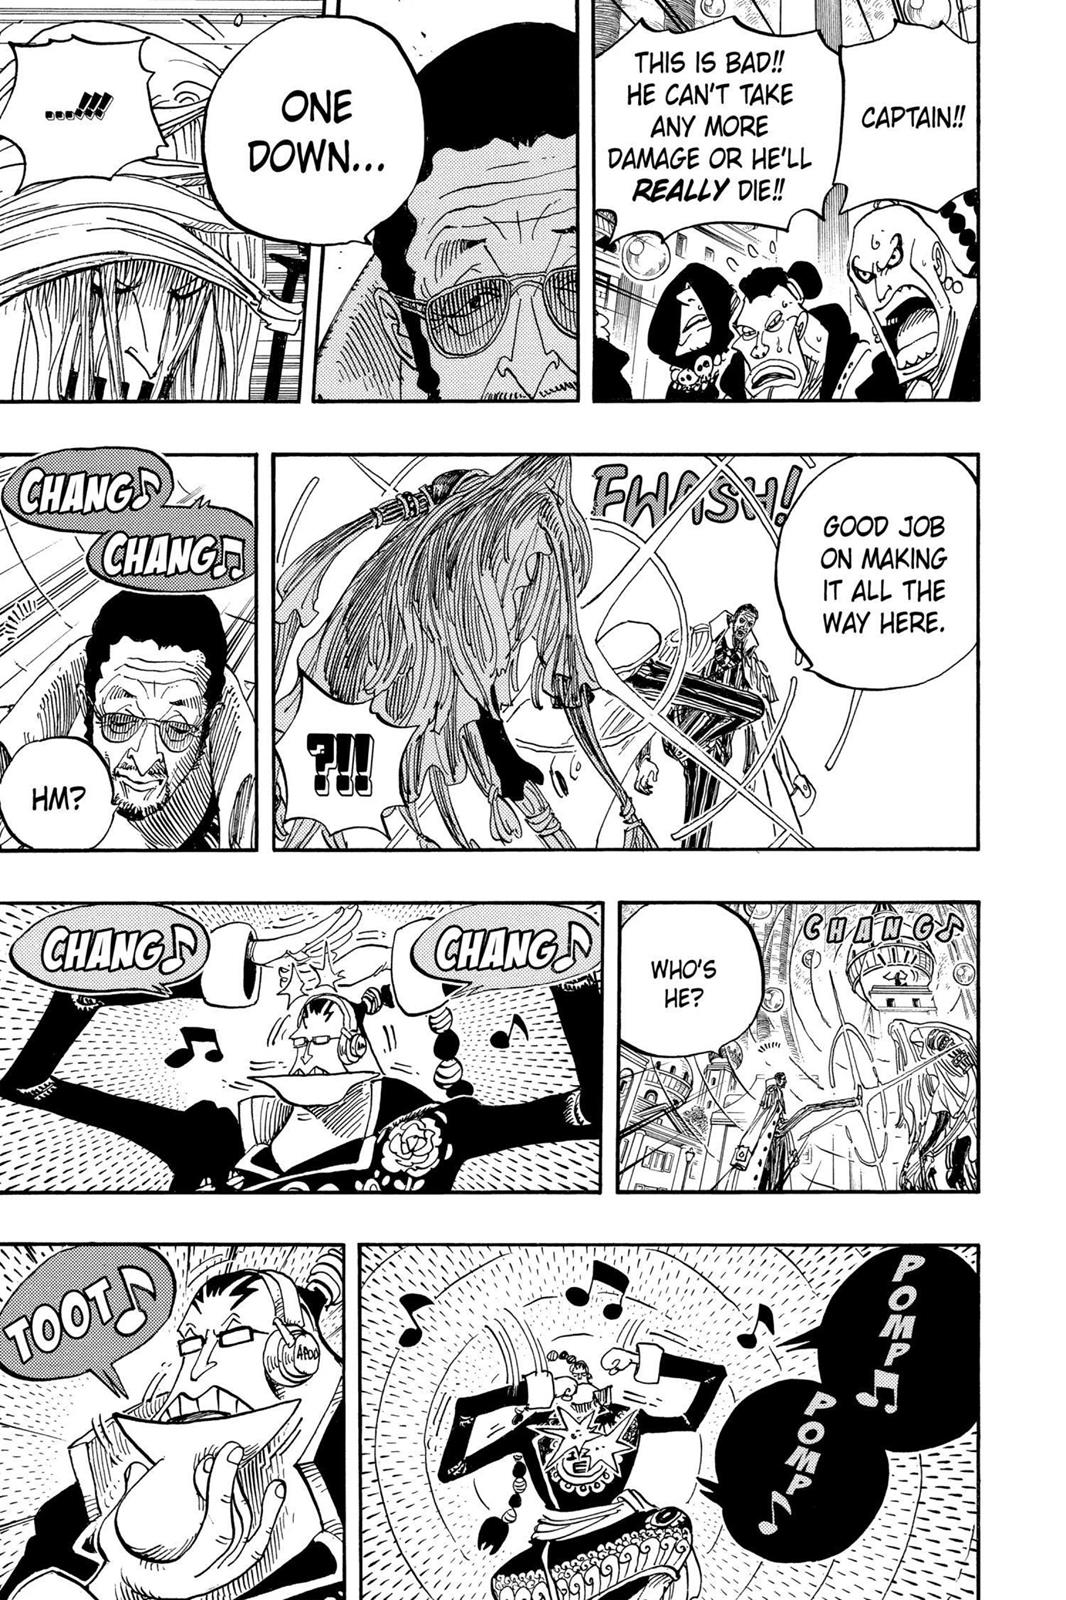 CAPTAIN!!
THIS IS BAD!!
HE CAN'T TAKE
ANY MORE
DAMAGE OR HE'LL
REALLY DIE!!
ONE
DOWN...
...!!!
GOOD JOB
ON MAKING
IT ALL THE
WAY HERE.
FWASH!
?!!
CHANG♪
CHANG♫
HM?
CHANG♪
WHO'S
HE?
CHANG♪
CHANG♪
POMP♫
POMP♪
12
TOOT♪
APOO